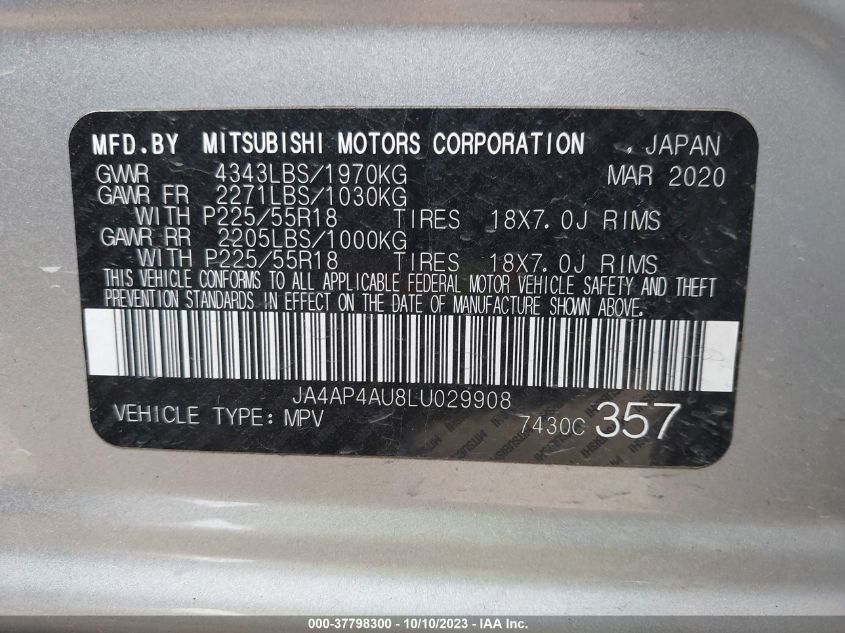 MFD.BY MITSUBISHI MOTORS CORPORATION , JAPAN
GVWR 4343LBS/1970KG MAR 2020
GAWR FR 2271LBS/1030KG
WITH P225/55R18 TIRES 18X7.0J RIMS
GAWR RR 2205LBS/1000KG
WITH P225/55R18 TIRES 18X7.0J RIMS
THIS VEHICLE CONFORMS TO ALL APPLICABLE FEDERAL MOTOR VEHICLE SAFETY AND THEFT
PREVENTION STANDARDS IN EFFECT ON THE DATE OF MANUFACTURE SHOWN ABOVE.
JA4AP4AU8LU029908
VEHICLE TYPE: MPV 7430C 357
000-37798300 - 10/10/2023 - IAA Inc.